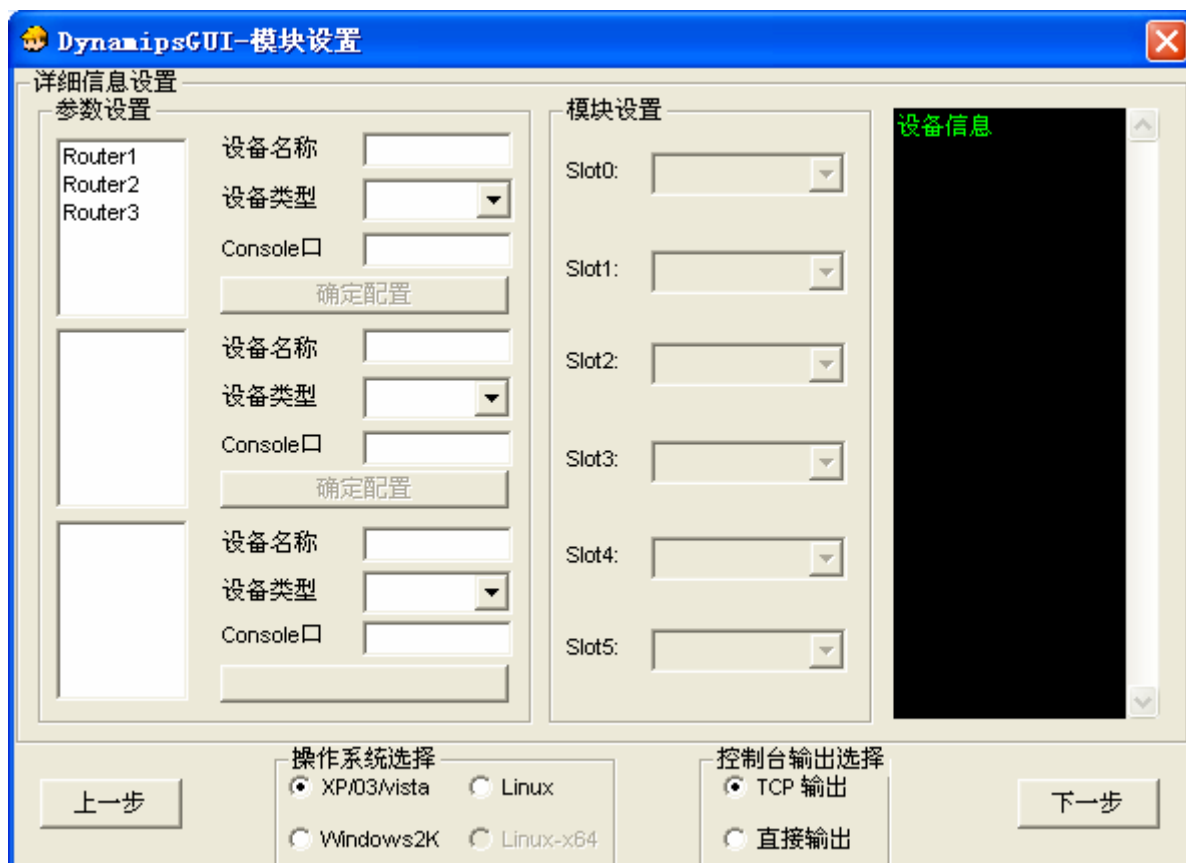 DynamipsGUI-模块设置
详细信息设置
参数设置
Router1
Router2
Router3
设备名称
设备类型
Console口
确定配置
设备名称
设备类型
Console口
确定配置
设备名称
设备类型
Console口
模块设置
Slot0:
Slot1:
Slot2:
Slot3:
Slot4:
Slot5:
设备信息
上一步
操作系统选择
XP/03/vista
Linux
Windows2K
Linux-x64
控制台输出选择
TCP 输出
直接输出
下一步